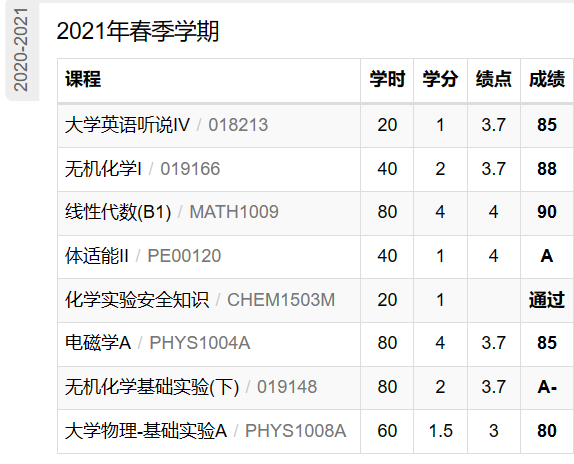 2020-2021
2021年春季学期
课程 学时 学分 绩点 成绩
大学英语听说IV / 018213 20 1 3.7 85
无机化学I / 019166 40 2 3.7 88
线性代数(B1) / MATH1009 80 4 4 90
体适能II / PE00120 40 1 4 A
化学实验安全知识 / CHEM1503M 20 1 通过
电磁学A / PHYS1004A 80 4 3.7 85
无机化学基础实验(下) / 019148 80 2 3.7 A-
大学物理-基础实验A / PHYS1008A 60 1.5 3 80